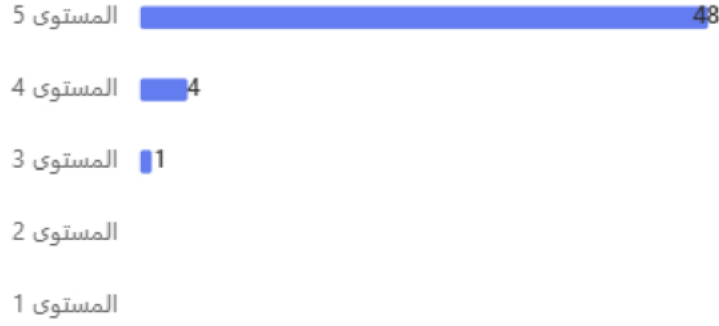 المستوى 5 48
المستوى 4 4
المستوى 3 1
المستوى 2
المستوى 1